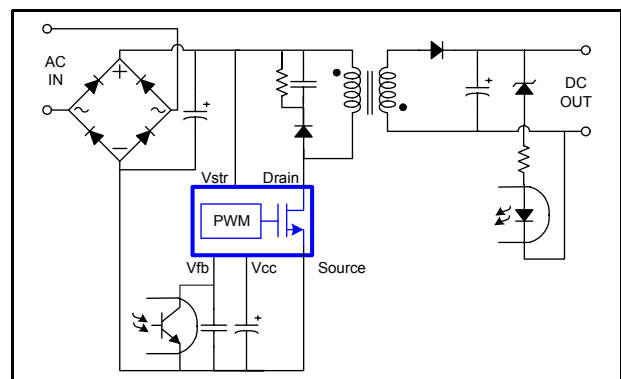 AC
IN
DC
OUT
Vstr
Drain
PWM
Vfb
Vcc
Source